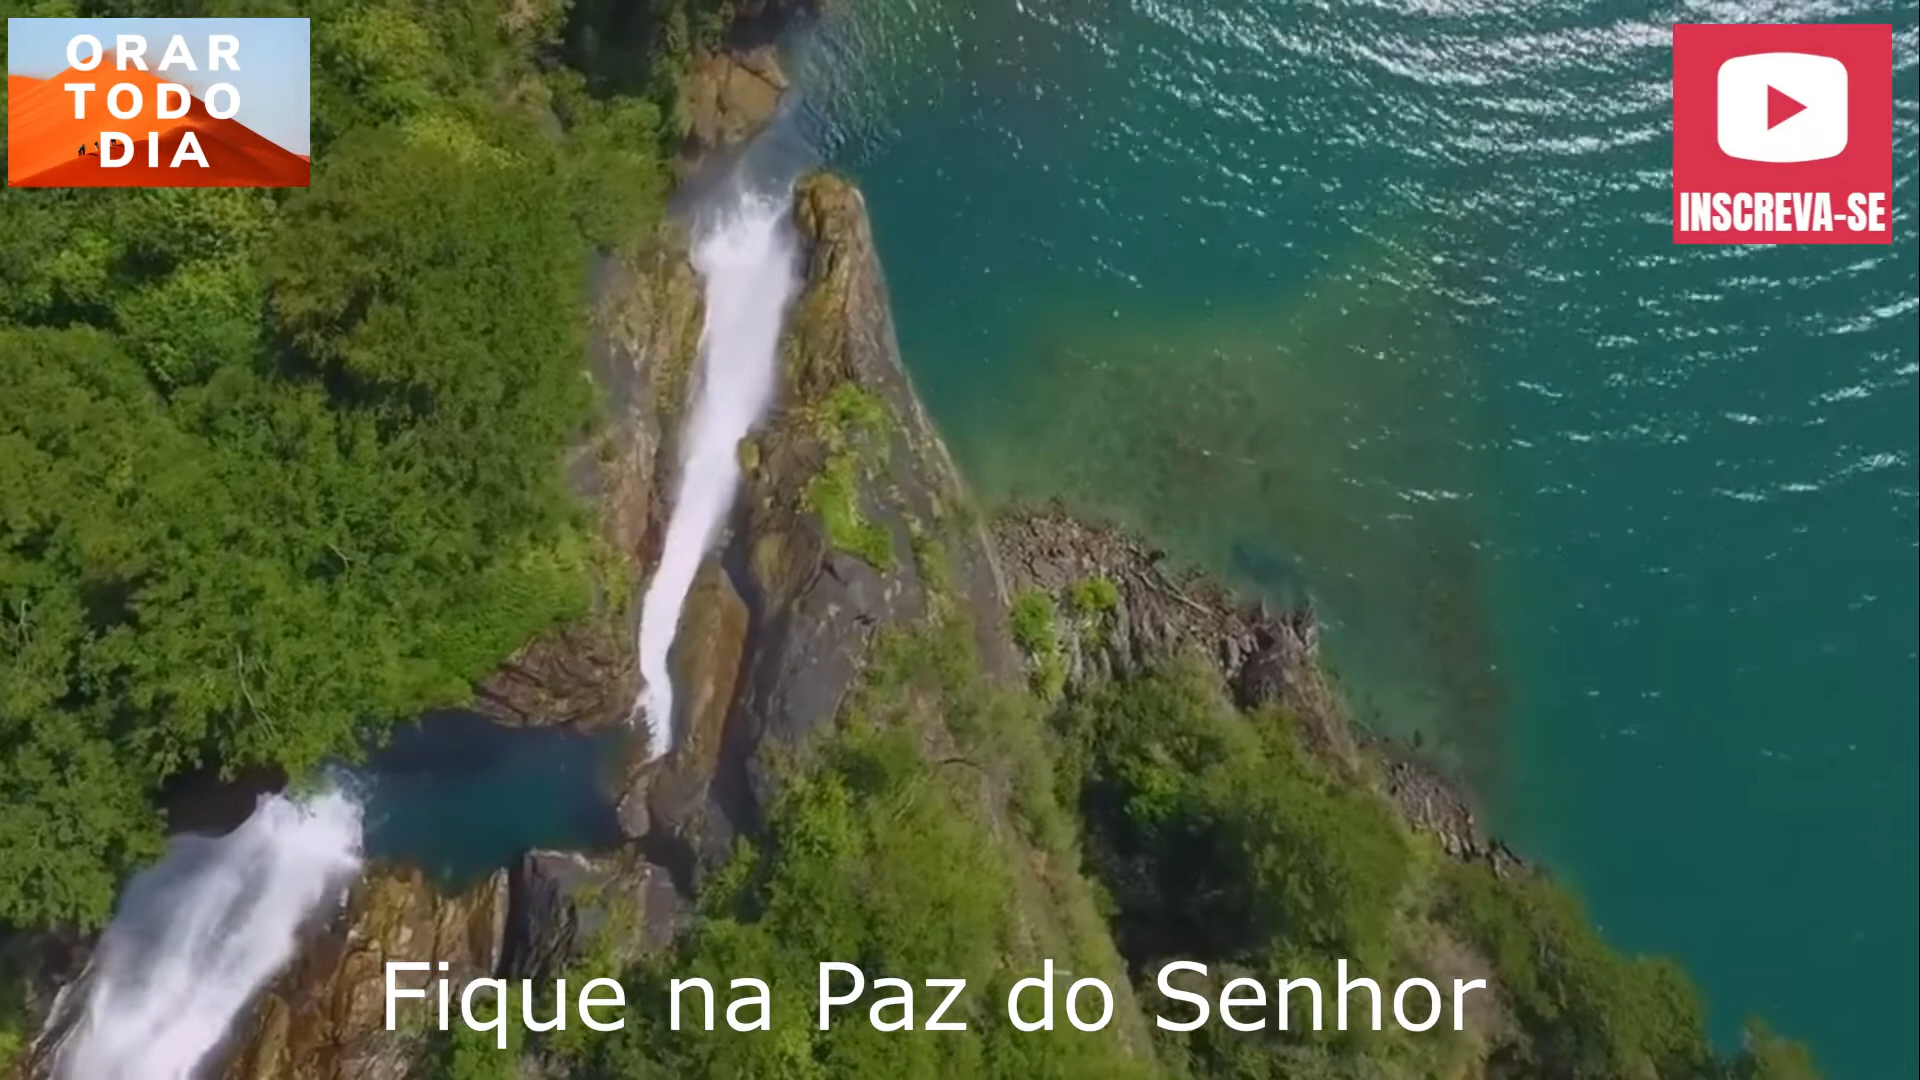 ORAR
TODO
DIA
INSCREVA-SE
Fique na Paz do Senhor